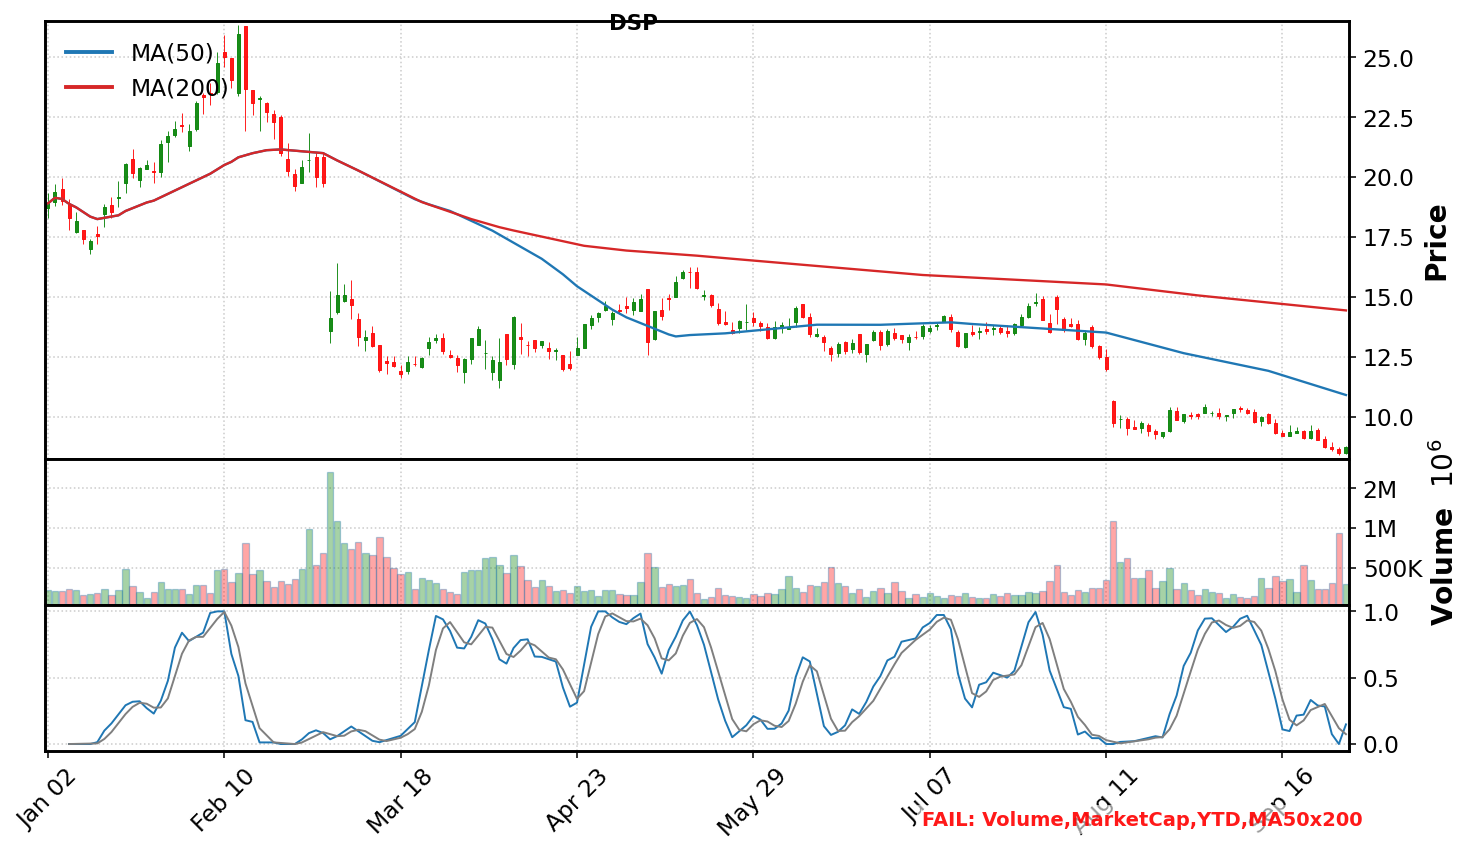 DSP
MA(50)
MA(200)
25.0
22.5
20.0
17.5
15.0
12.5
10.0
Price
2M
1M
500K
Volume 10^6
1.0
0.5
0.0
Jan 02
Feb 10
Mar 18
Apr 23
May 29
Jul 07
Aug 11
Sep 16
FAIL: Volume,MarketCap,YTD,MA50x200